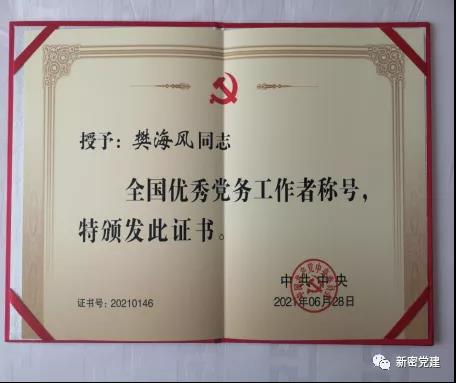 授予：樊海风同志
全国优秀党务工作者称号，
特颁发此证书。
中共中央
2021年06月28日
证书号：20210146
新密党建